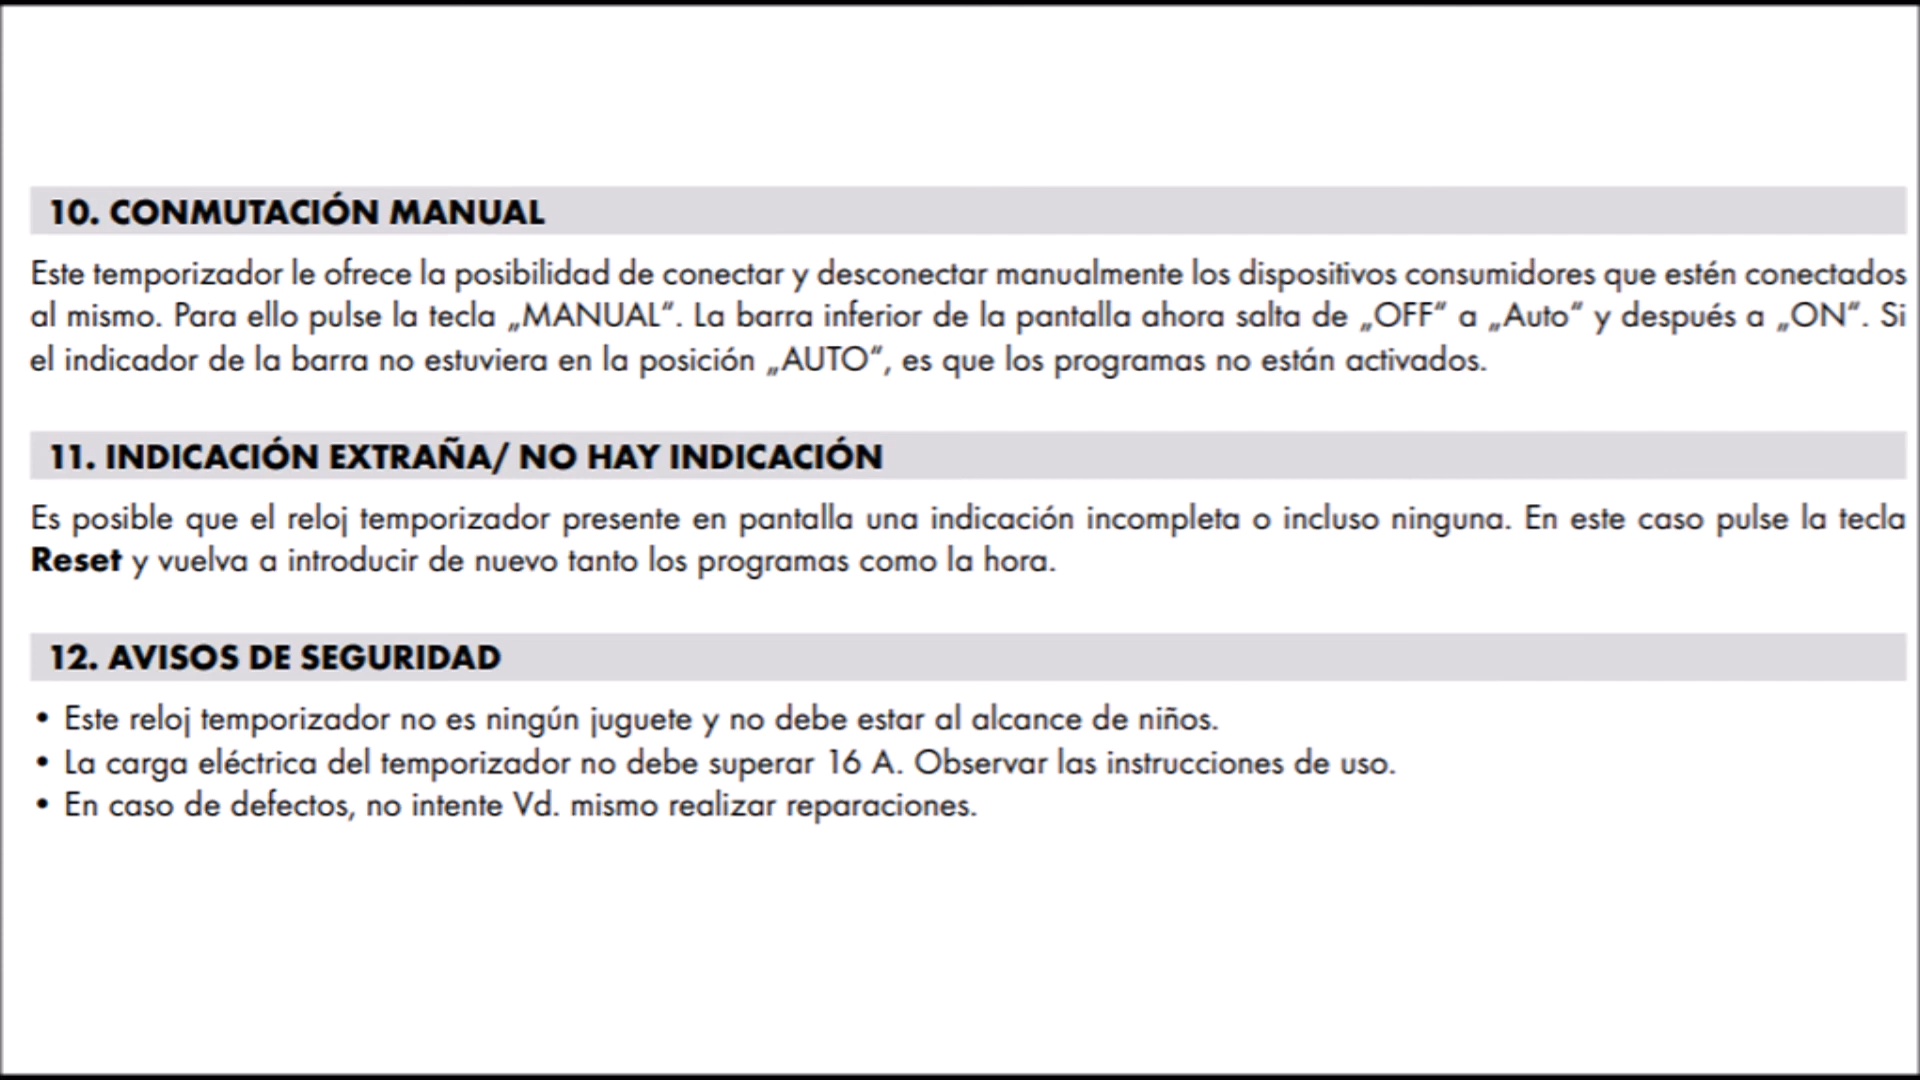 10. CONMUTACIÓN MANUAL
Este temporizador le ofrece la posibilidad de conectar y desconectar manualmente los dispositivos consumidores que estén conectados
al mismo. Para ello pulse la tecla „MANUAL“. La barra inferior de la pantalla ahora salta de „OFF“ a „Auto“ y después a „ON“. Si
el indicador de la barra no estuviera en la posición „AUTO“, es que los programas no están activados.
11. INDICACIÓN EXTRAÑA/ NO HAY INDICACIÓN
Es posible que el reloj temporizador presente en pantalla una indicación incompleta o incluso ninguna. En este caso pulse la tecla
Reset y vuelva a introducir de nuevo tanto los programas como la hora.
12. AVISOS DE SEGURIDAD
• Este reloj temporizador no es ningún juguete y no debe estar al alcance de niños.
• La carga eléctrica del temporizador no debe superar 16 A. Observar las instrucciones de uso.
• En caso de defectos, no intente Vd. mismo realizar reparaciones.